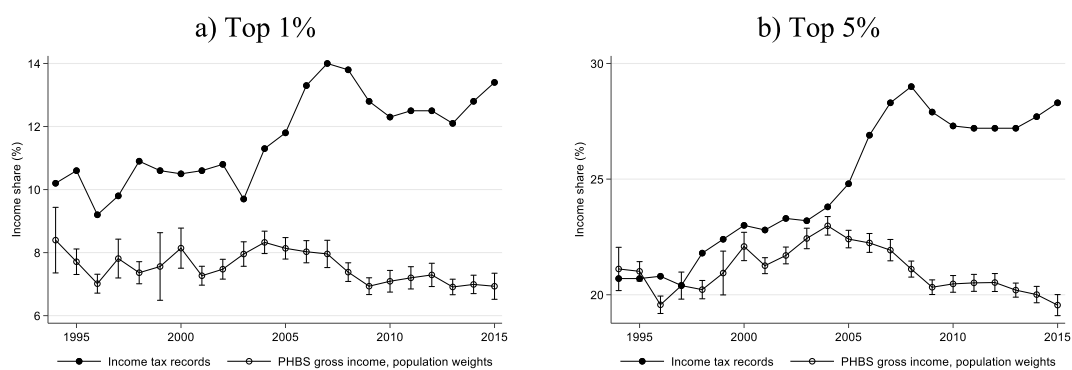 a) Top 1%
14
12
10
8
6
Income share (%)
1995 2000 2005 2010 2015
Income tax records PHBS gross income, population weights
b) Top 5%
30
25
20
Income share (%)
1995 2000 2005 2010 2015
Income tax records PHBS gross income, population weights